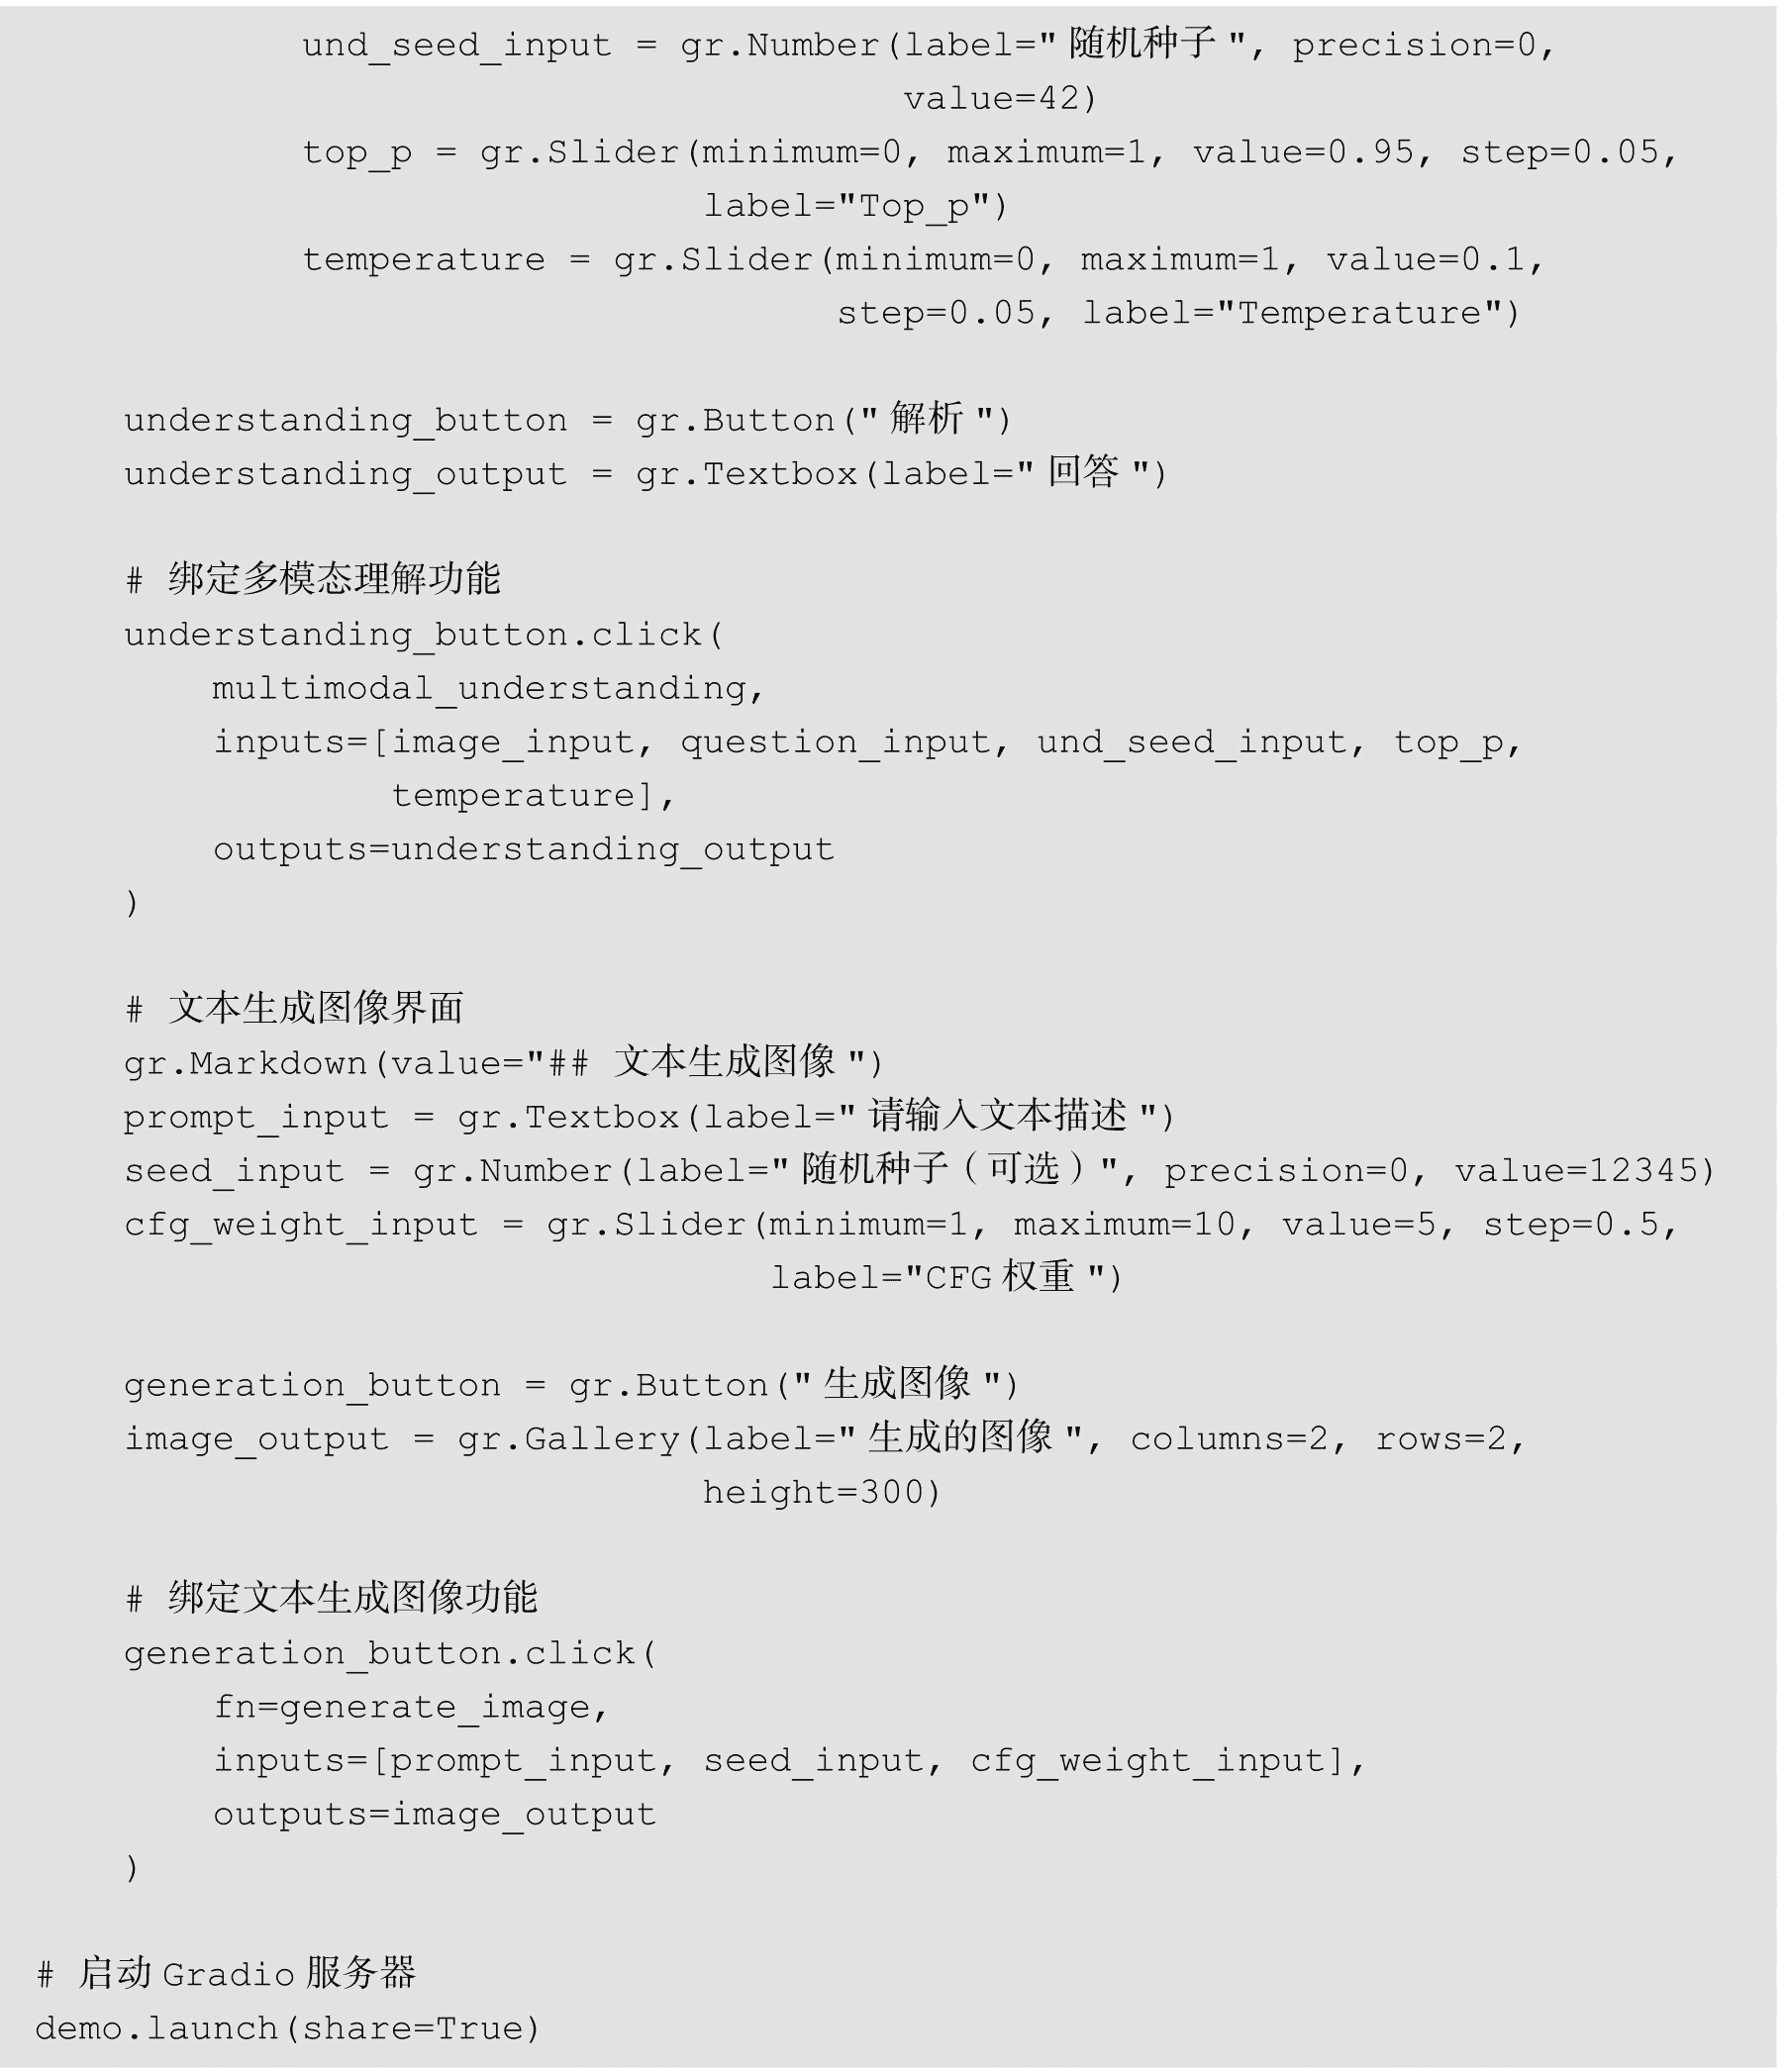 und_seed_input = gr.Number(label="随机种子", precision=0,
value=42)
top_p = gr.Slider(minimum=0, maximum=1, value=0.95, step=0.05,
label="Top_p")
temperature = gr.Slider(minimum=0, maximum=1, value=0.1,
step=0.05, label="Temperature")
understanding_button = gr.Button("解析")
understanding_output = gr.Textbox(label="回答")
# 绑定多模态理解功能
understanding_button.click(
multimodal_understanding,
inputs=[image_input, question_input, und_seed_input, top_p,
temperature],
outputs=understanding_output
)
# 文本生成图像界面
gr.Markdown(value="## 文本生成图像")
prompt_input = gr.Textbox(label="请输入文本描述")
seed_input = gr.Number(label="随机种子（可选）", precision=0, value=12345)
cfg_weight_input = gr.Slider(minimum=1, maximum=10, value=5, step=0.5,
label="CFG权重")
generation_button = gr.Button("生成图像")
image_output = gr.Gallery(label="生成的图像", columns=2, rows=2,
height=300)
# 绑定文本生成图像功能
generation_button.click(
fn=generate_image,
inputs=[prompt_input, seed_input, cfg_weight_input],
outputs=image_output
)
# 启动Gradio服务器
demo.launch(share=True)